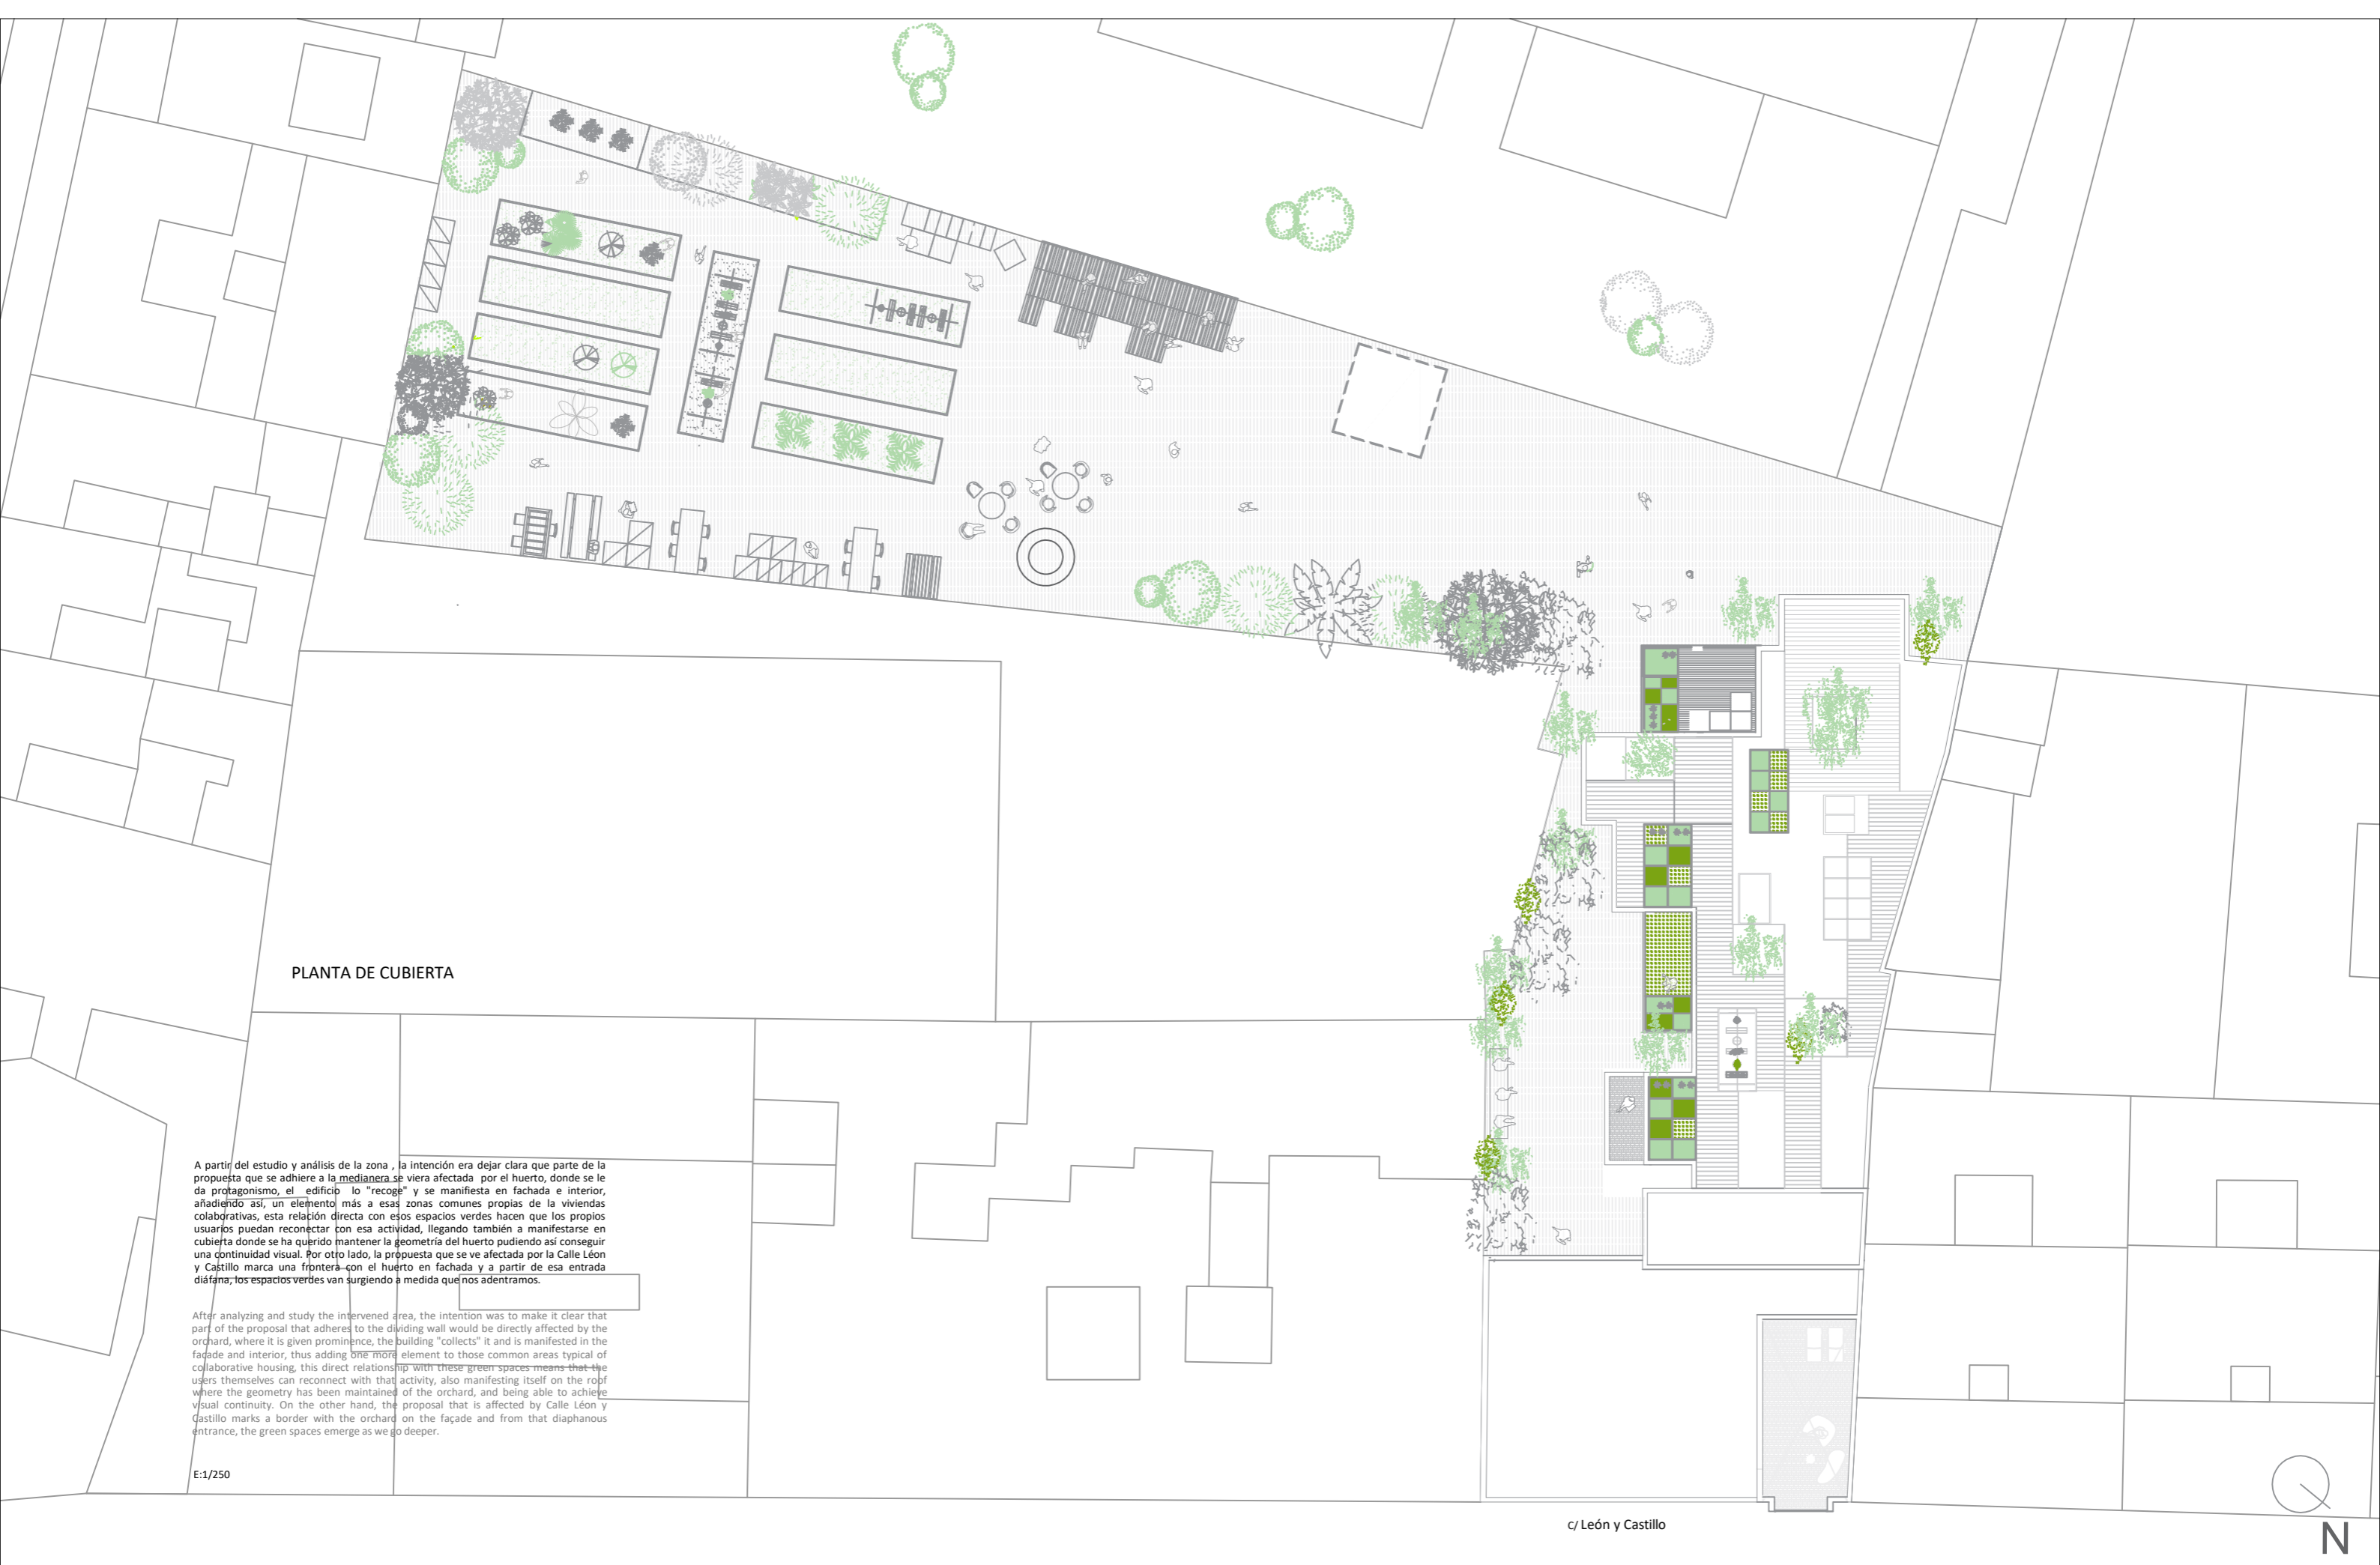 PLANTA DE CUBIERTA
A partir del estudio y análisis de la zona , la intención era dejar clara que parte de la
propuesta que se adhiere a la medianera se viera afectada por el huerto, donde se le
da protagonismo, el edificio lo "recoge" y se manifiesta en fachada e interior,
añadiendo así, un elemento más a esas zonas comunes propias de la viviendas
colaborativas, esta relación directa con esos espacios verdes hacen que los propios
usuarios puedan reconectar con esa actividad, llegando también a manifestarse en
cubierta donde se ha querido mantener la geometría del huerto pudiendo así conseguir
una continuidad visual. Por otro lado, la propuesta que se ve afectada por la Calle Léon
y Castillo marca una frontera con el huerto en fachada y a partir de esa entrada
diáfana, los espacios verdes van surgiendo a medida que nos adentramos.
After analyzing and study the intervened area, the intention was to make it clear that
part of the proposal that adheres to the dividing wall would be directly affected by the
orchard, where it is given prominence, the building "collects" it and is manifested in the
facade and interior, thus adding one more element to those common areas typical of
collaborative housing, this direct relationship with these green spaces means that the
users themselves can reconnect with that activity, also manifesting itself on the roof
where the geometry has been maintained of the orchard, and being able to achieve
visual continuity. On the other hand, the proposal that is affected by Calle Léon y
Castillo marks a border with the orchard on the façade and from that diaphanous
entrance, the green spaces emerge as we go deeper.
E:1/250
c/ León y Castillo
N